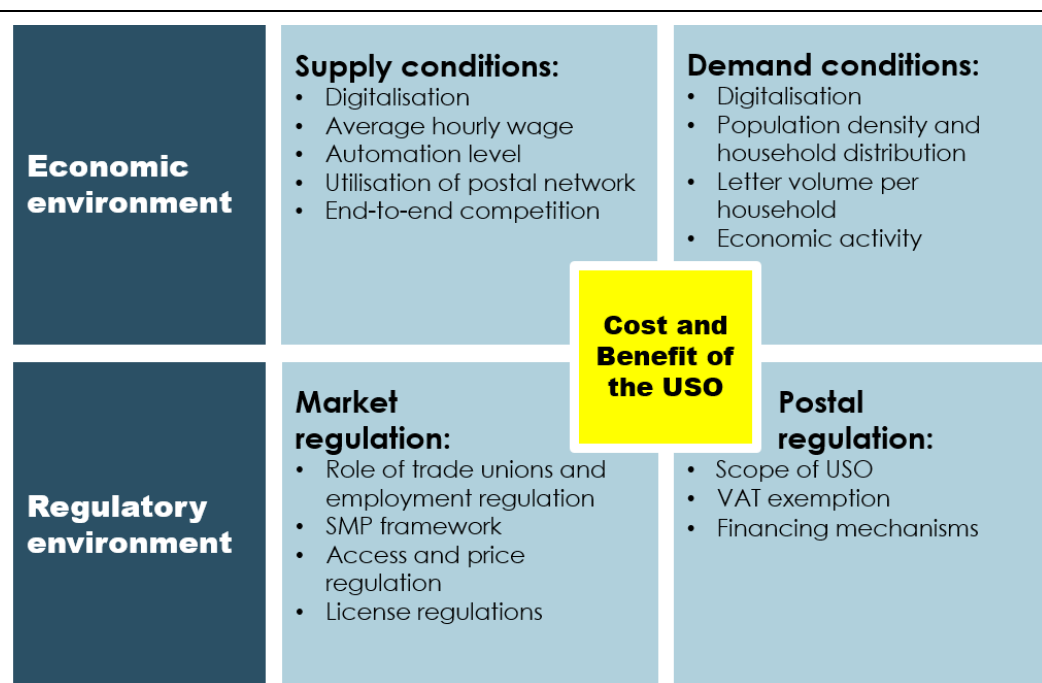 Economic
environment
Supply conditions:
• Digitalisation
• Average hourly wage
• Automation level
• Utilisation of postal network
• End-to-end competition
Demand conditions:
• Digitalisation
• Population density and
household distribution
• Letter volume per
household
• Economic activity
Cost and
Benefit of
the USO
Regulatory
environment
Market
regulation:
• Role of trade unions and
employment regulation
• SMP framework
• Access and price
regulation
• License regulations
Postal
regulation:
• Scope of USO
• VAT exemption
• Financing mechanisms